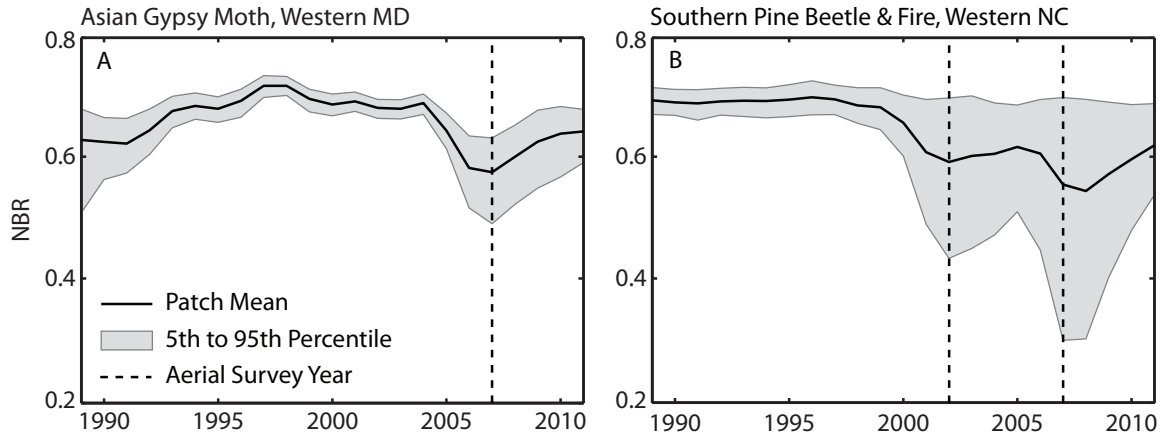 Asian Gypsy Moth, Western MD
Southern Pine Beetle & Fire, Western NC
0.8
0.6
0.4
0.2
NBR
A
Patch Mean
5th to 95th Percentile
Aerial Survey Year
1990 1995 2000 2005 2010
0.8
0.6
0.4
0.2
B
1990 1995 2000 2005 2010